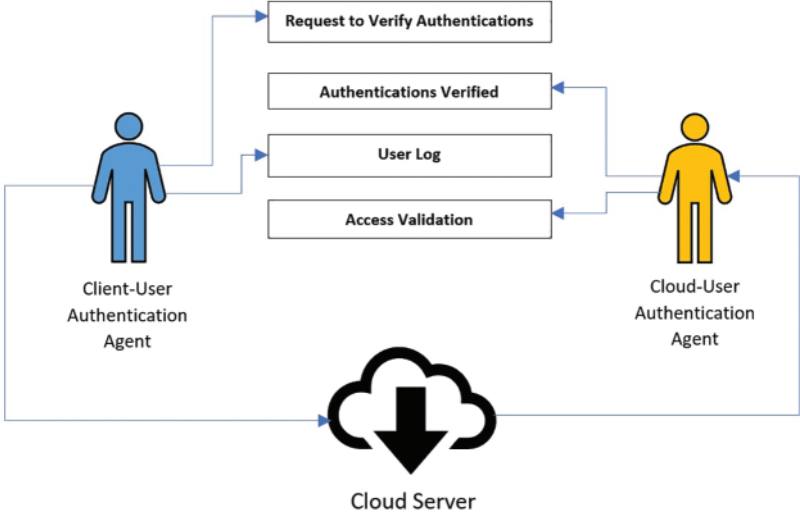 Request to Verify Authentications
Authentications Verified
User Log
Access Validation
Client-User
Authentication
Agent
Cloud-User
Authentication
Agent
Cloud Server